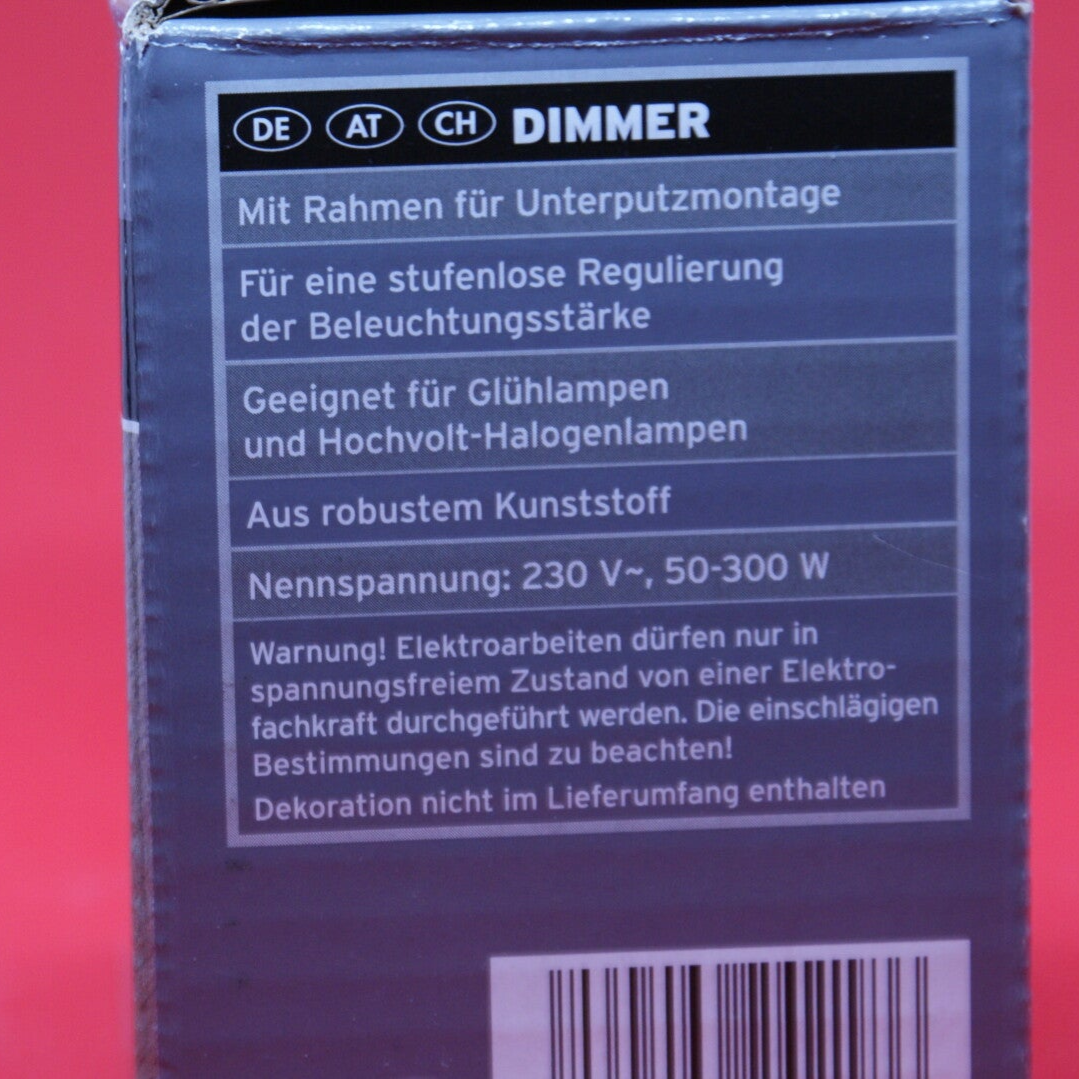 DE AT CH DIMMER
Mit Rahmen für Unterputzmontage
Für eine stufenlose Regulierung
der Beleuchtungsstärke
Geeignet für Glühlampen
und Hochvolt-Halogenlampen
Aus robustem Kunststoff
Nennspannung: 230 V~, 50-300 W
Warnung! Elektroarbeiten dürfen nur in
spannungsfreiem Zustand von einer Elektro-
fachkraft durchgeführt werden. Die einschlägigen
Bestimmungen sind zu beachten!
Dekoration nicht im Lieferumfang enthalten